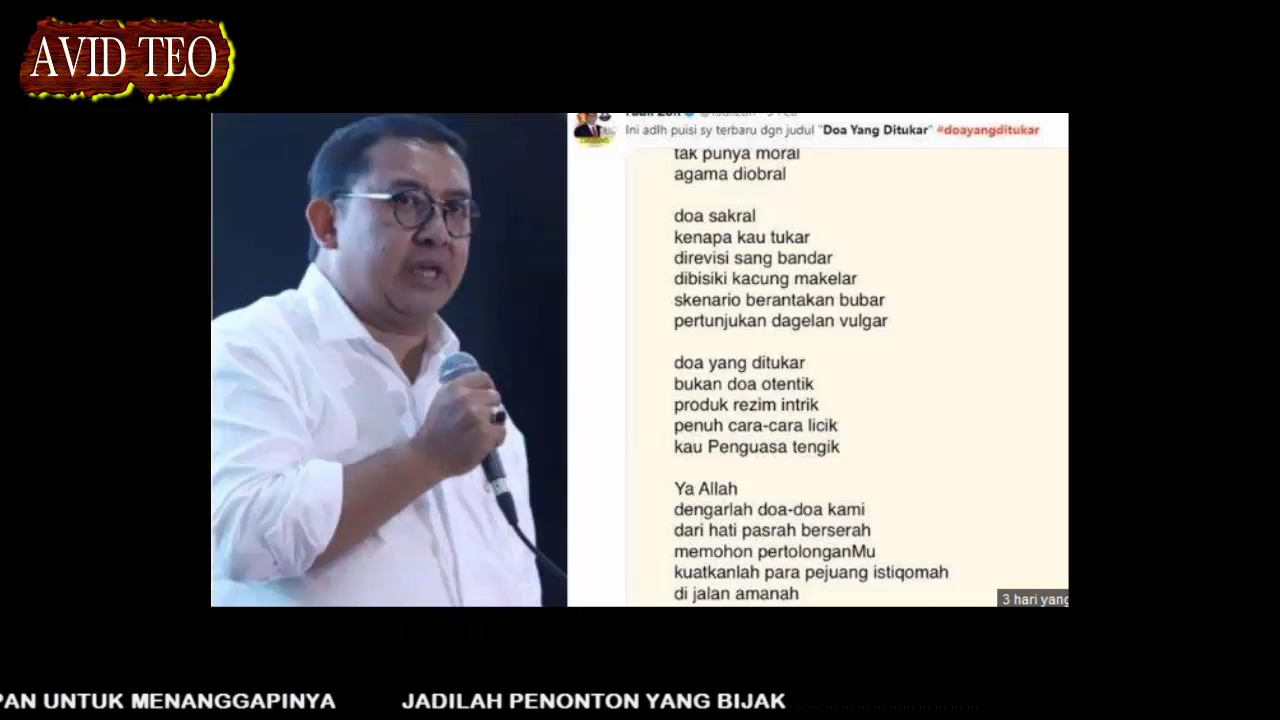 AVID TEO
Ini adlh puisi sy terbaru dgn judul "Doa Yang Ditukar" #doayangditukar
tak punya moral
agama diobral
doa sakral
kenapa kau tukar
direvisi sang bandar
dibisiki kacung makelar
skenario berantakan bubar
pertunjukan dagelan vulgar
doa yang ditukar
bukan doa otentik
produk rezim intrik
penuh cara-cara licik
kau Penguasa tengik
Ya Allah
dengarlah doa-doa kami
dari hati pasrah berserah
memohon pertolonganMu
kuatkanlah para pejuang istiqomah
di jalan amanah
3 hari yang
PAN UNTUK MENANGGAPINYA JADILAH PENONTON YANG BIJAK